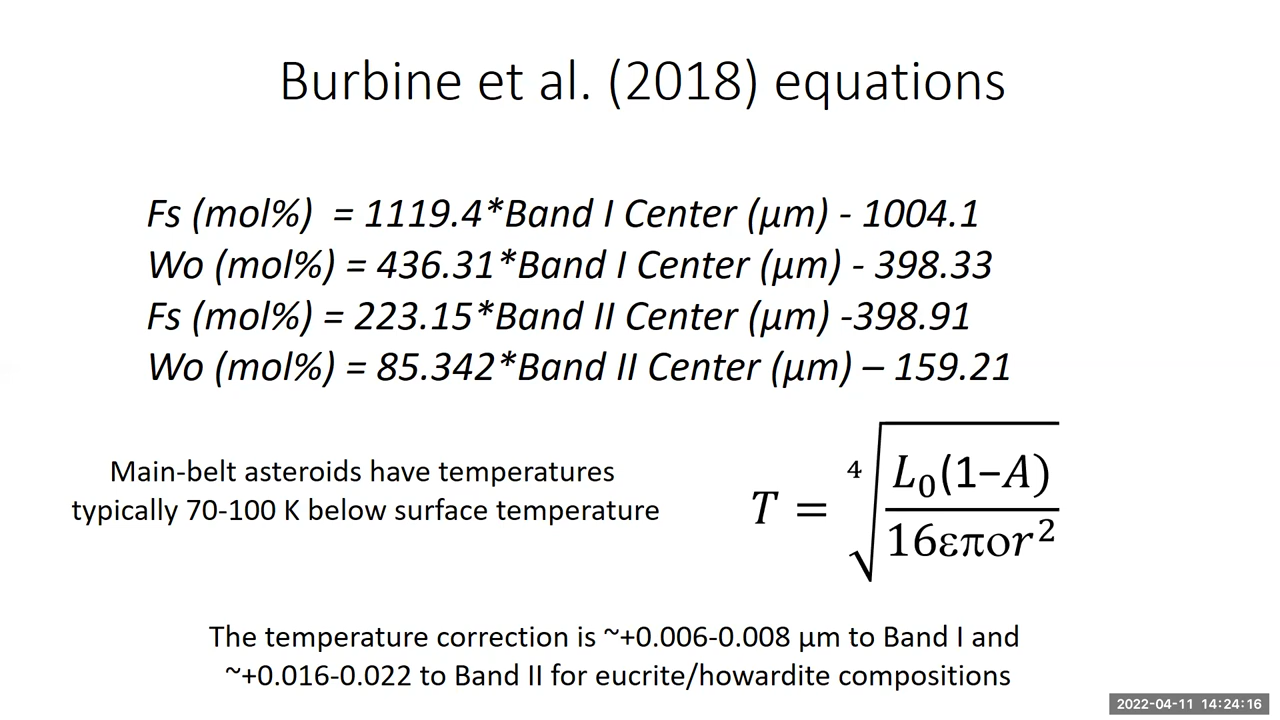 Burbine et al. (2018) equations
Fs (mol%) = 1119.4*Band I Center (μm) - 1004.1
Wo (mol%) = 436.31*Band I Center (μm) - 398.33
Fs (mol%) = 223.15*Band II Center (μm) -398.91
Wo (mol%) = 85.342*Band II Center (μm) – 159.21
Main-belt asteroids have temperatures
typically 70-100 K below surface temperature
T = ⁴√(L₀(1−A) / 16επor²)
The temperature correction is ~+0.006-0.008 μm to Band I and
~+0.016-0.022 to Band II for eucrite/howardite compositions
2022-04-11 14:24:16